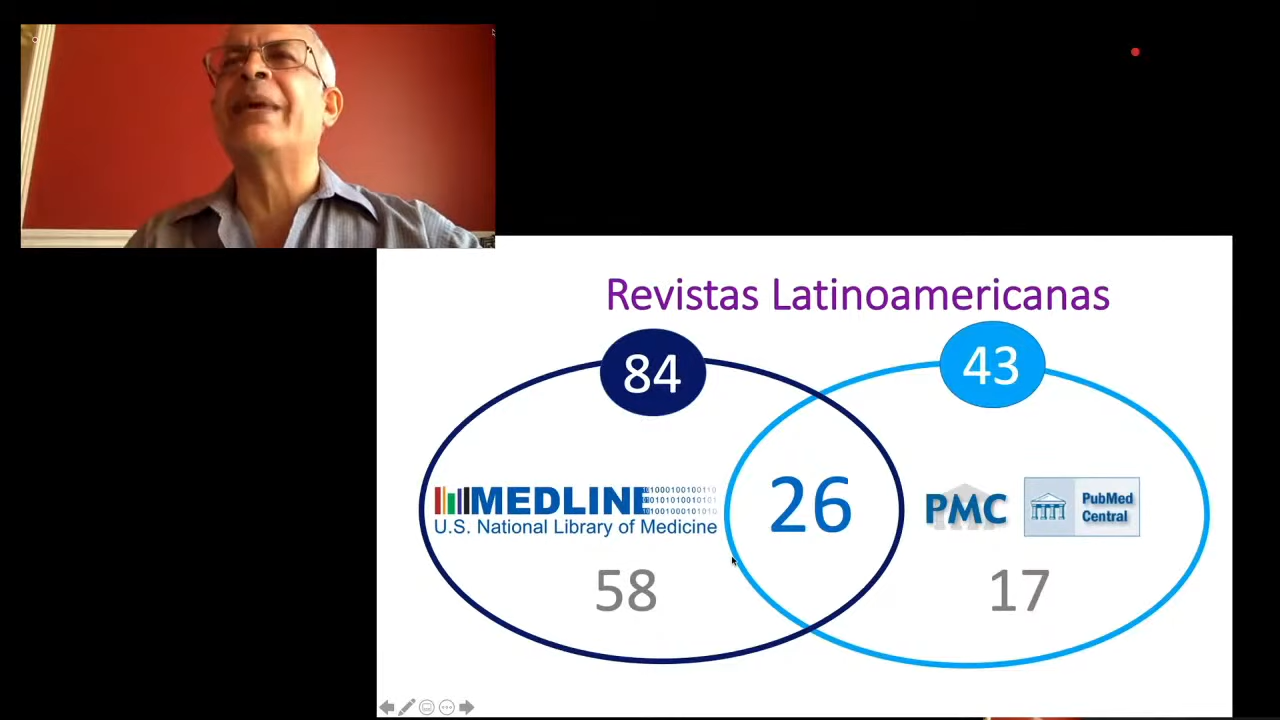 Revistas Latinoamericanas
84
43
MEDLINE
U.S. National Library of Medicine
26
PMC
PubMed
Central
58
17